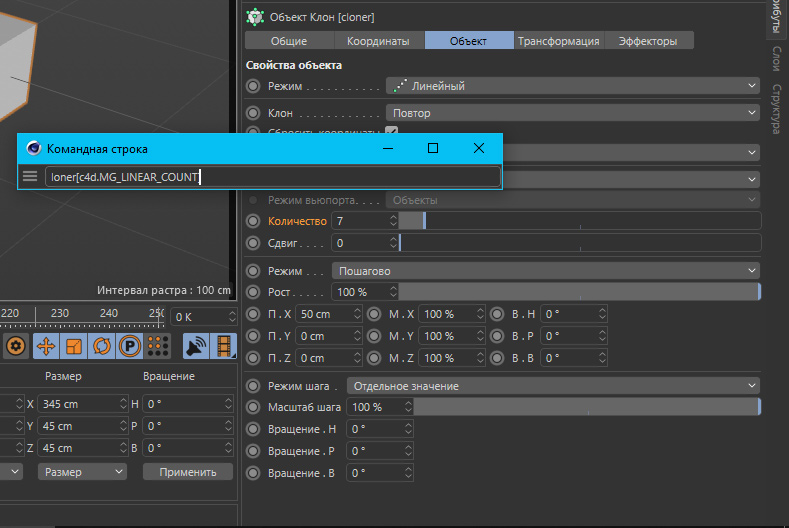 Объект Клон [cloner]
Общие Координаты Объект Трансформация Эффекторы
Свойства объекта
Режим . . . . . . . . . . . Линейный
Клон . . . . . . . . . . . . Повтор
Сбросить координаты
Командная строка
loner[c4d.MG_LINEAR_COUNT]
Режим вьюпорта. . . . . Объекты
Количество 7
Сдвиг . . . . 0
Режим . . . Пошагово
Рост . . . . . 100 %
П . X 50 cm М . X 100 % В . H 0 °
П . Y 0 cm М . Y 100 % В . P 0 °
П . Z 0 cm М . Z 100 % В . B 0 °
Режим шага . Отдельное значение
Масштаб шага 100 %
Вращение . H 0 °
Вращение . P 0 °
Вращение . B 0 °
Слои
Структура
Интервал растра : 100 cm
220 230 240
0 K
Размер Вращение
X 345 cm H 0 °
Y 45 cm P 0 °
Z 45 cm B 0 °
Размер Применить